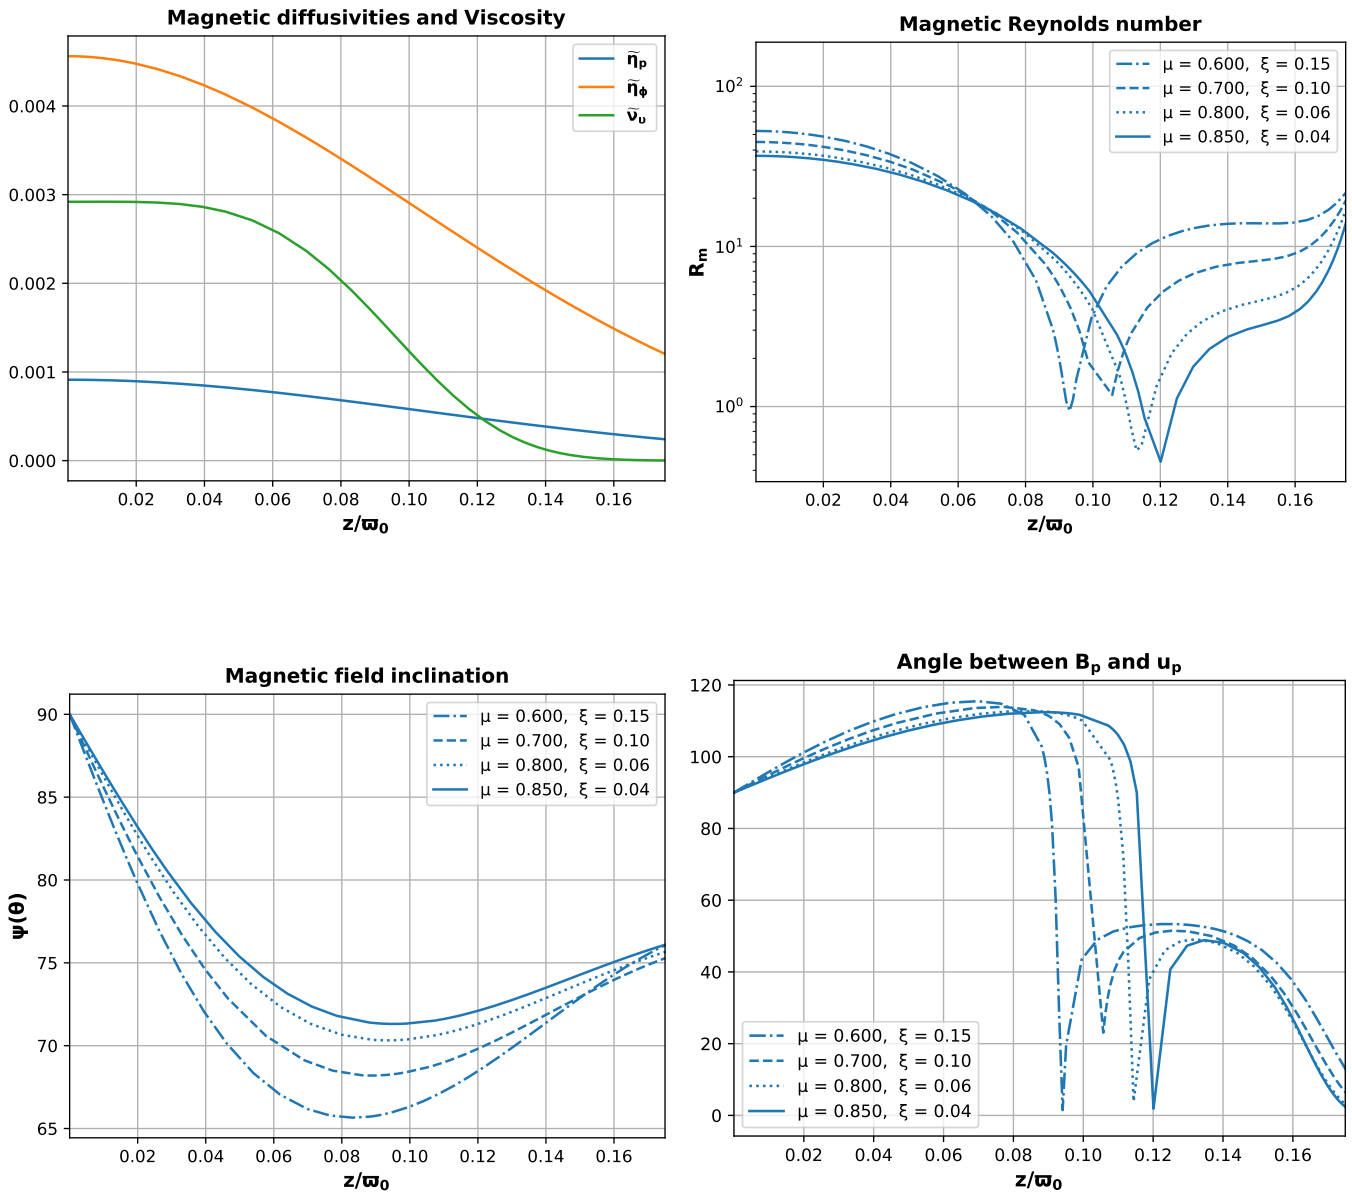 Magnetic diffusivities and Viscosity
0.004
0.003
0.002
0.001
0.000
0.02 0.04 0.06 0.08 0.10 0.12 0.14 0.16
z/ϖ₀
η̃ₚ
η̃ᵩ
ν̃ᵤ
Magnetic Reynolds number
Rₘ
10²
10¹
10⁰
0.02 0.04 0.06 0.08 0.10 0.12 0.14 0.16
z/ϖ₀
μ = 0.600, ξ = 0.15
μ = 0.700, ξ = 0.10
μ = 0.800, ξ = 0.06
μ = 0.850, ξ = 0.04
Magnetic field inclination
ψ(θ)
90
85
80
75
70
65
0.02 0.04 0.06 0.08 0.10 0.12 0.14 0.16
z/ϖ₀
μ = 0.600, ξ = 0.15
μ = 0.700, ξ = 0.10
μ = 0.800, ξ = 0.06
μ = 0.850, ξ = 0.04
Angle between Bₚ and uₚ
120
100
80
60
40
20
0
0.02 0.04 0.06 0.08 0.10 0.12 0.14 0.16
z/ϖ₀
μ = 0.600, ξ = 0.15
μ = 0.700, ξ = 0.10
μ = 0.800, ξ = 0.06
μ = 0.850, ξ = 0.04